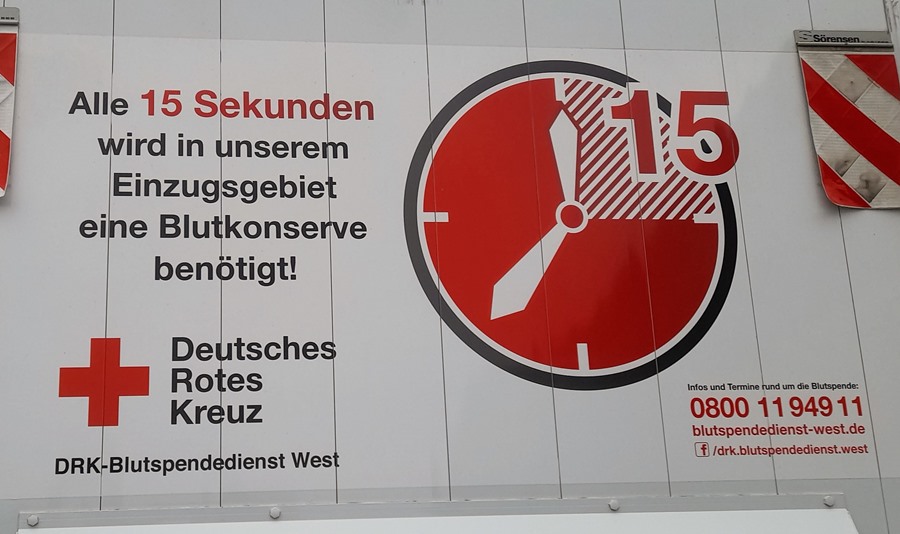 Alle 15 Sekunden
wird in unserem
Einzugsgebiet
eine Blutkonserve
benötigt!
15
Sörensen
Deutsches
Rotes
Kreuz
DRK-Blutspendedienst West
Infos und Termine rund um die Blutspende:
0800 11 949 11
blutspendedienst-west.de
f /drk.blutspendedienst.west